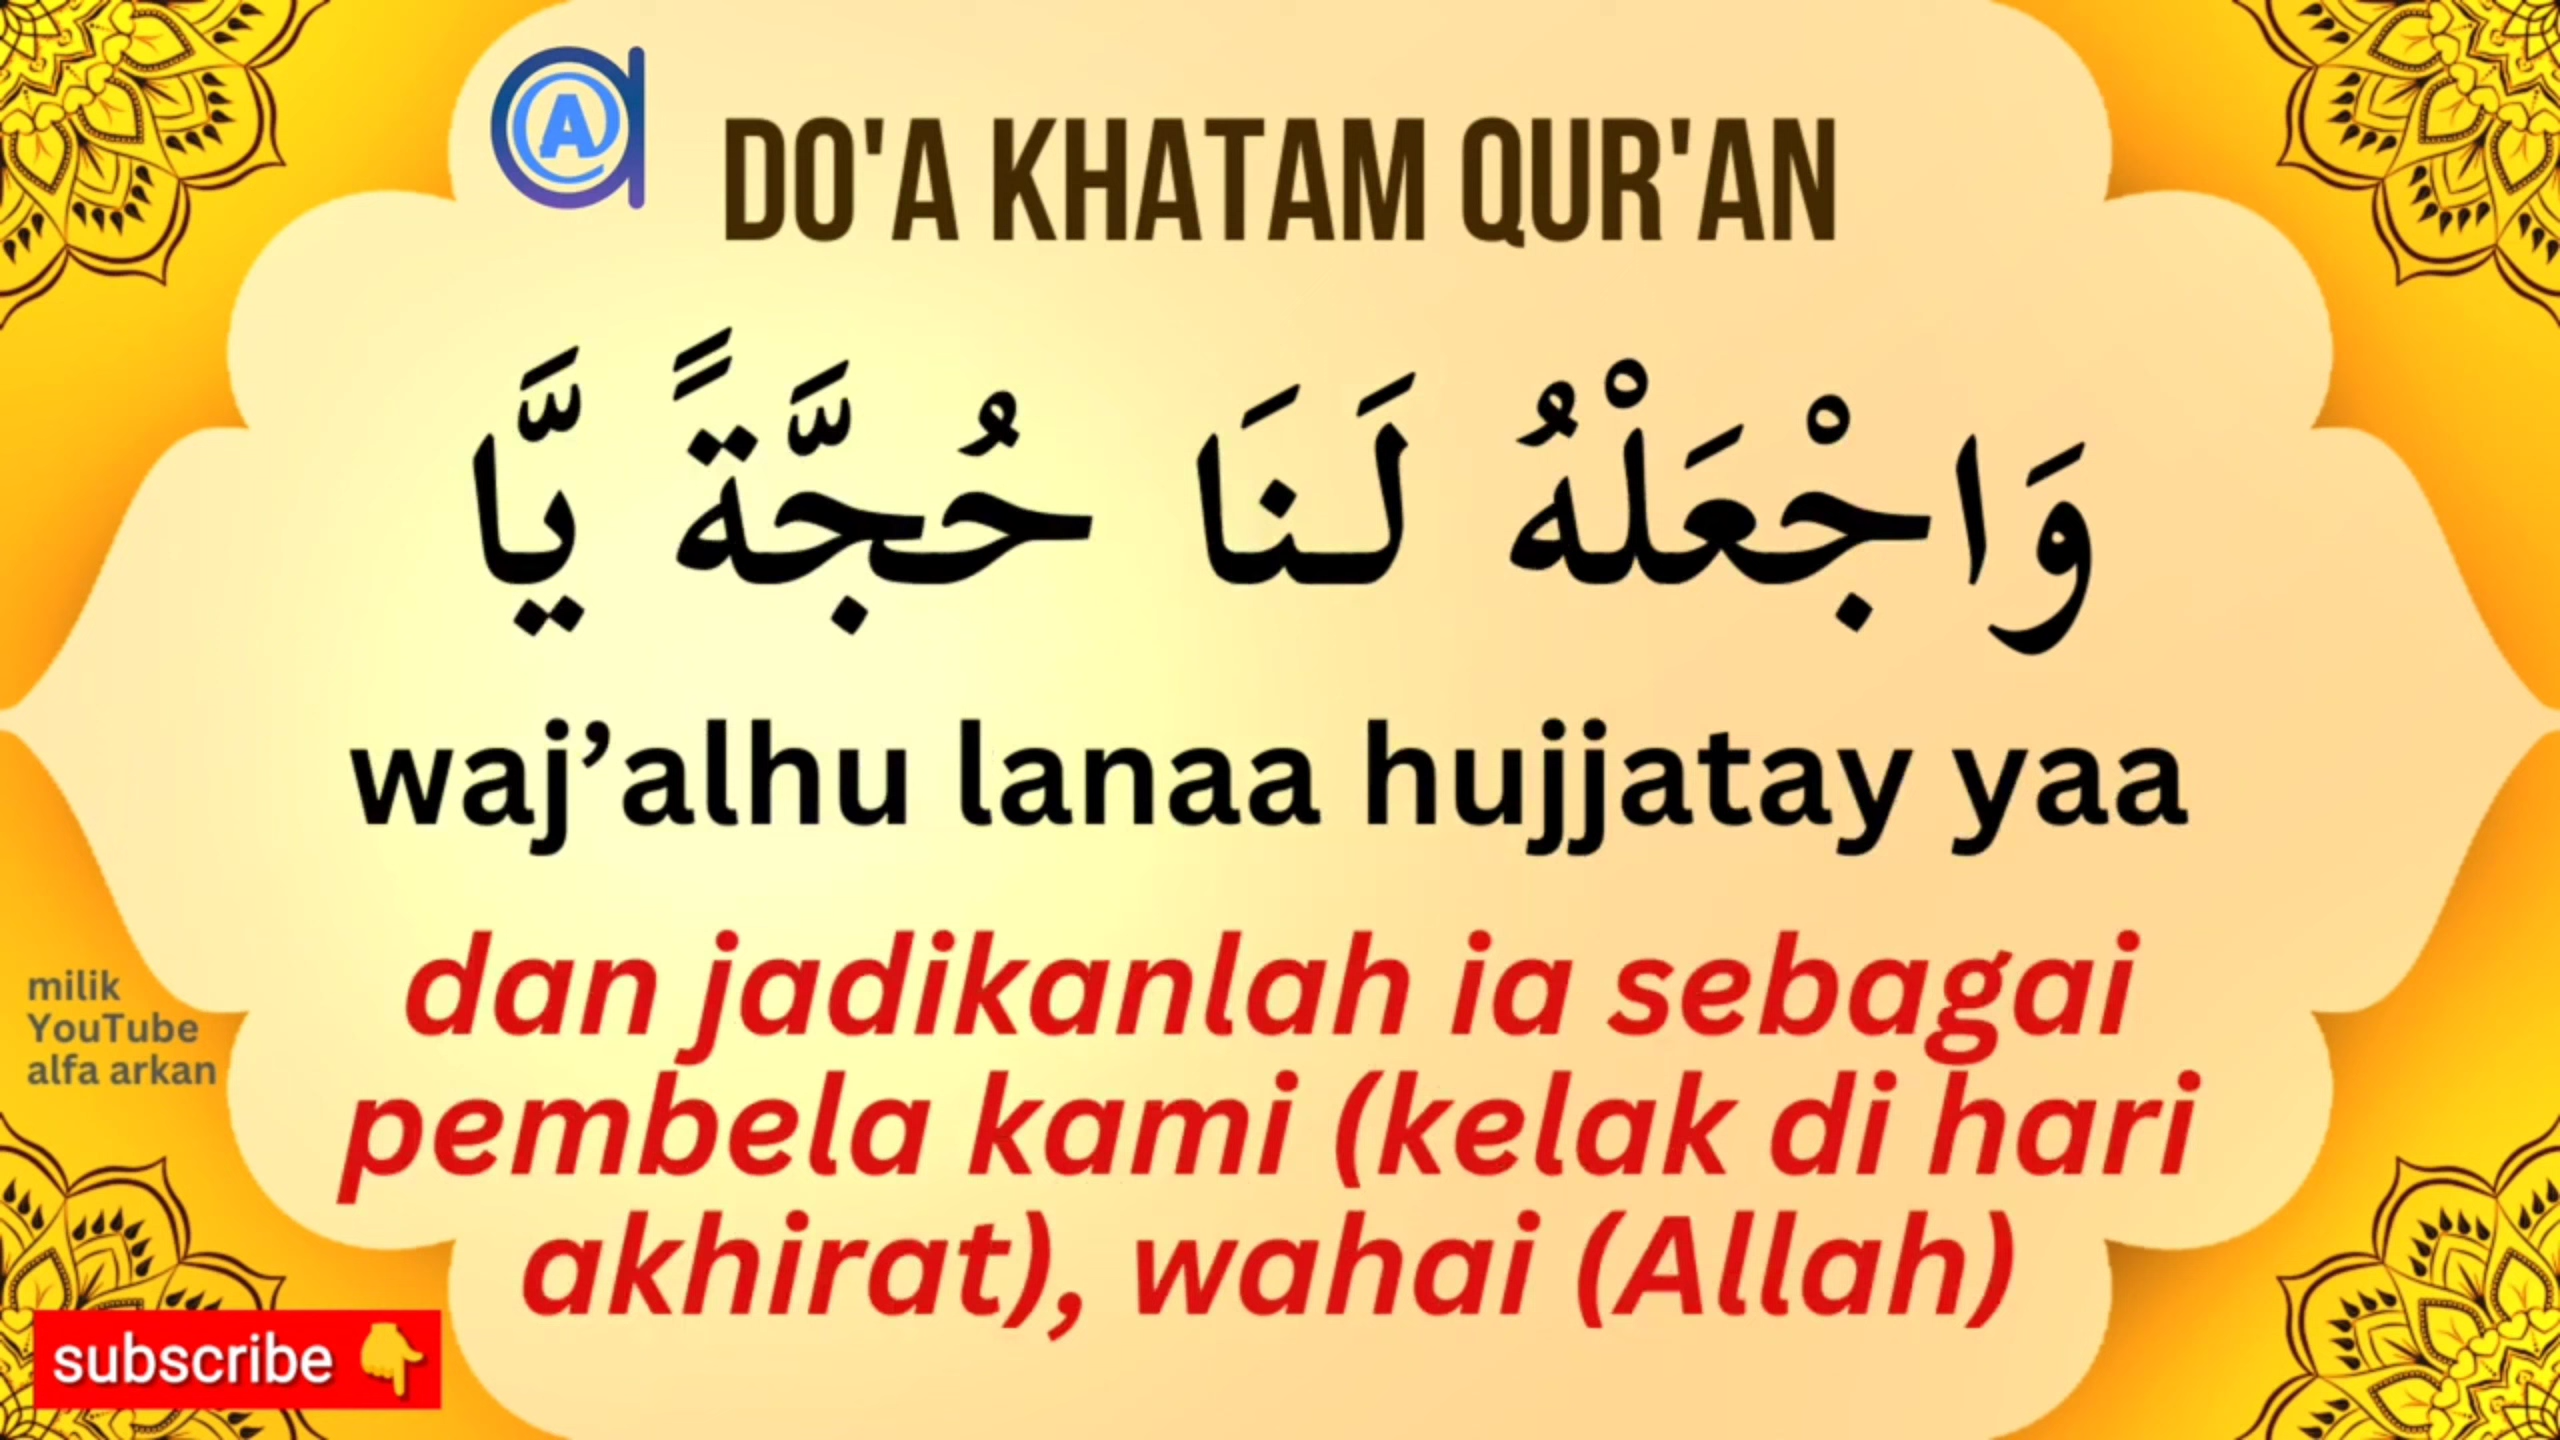 DO'A KHATAM QUR'AN
وَاجْعَلْهُ لَنَا حُجَّةً يَّا
waj’alhu lanaa hujjatay yaa
dan jadikanlah ia sebagai
pembela kami (kelak di hari
akhirat), wahai (Allah)
milik
YouTube
alfa arkan
subscribe